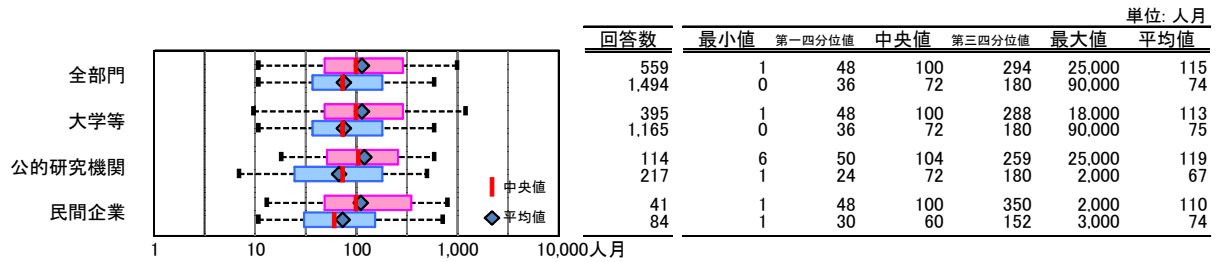 単位: 人月
回答数 最小値 第一四分位値 中央値 第三四分位値 最大値 平均値
全部門
559 1 48 100 294 25,000 115
1,494 0 36 72 180 90,000 74
大学等
395 1 48 100 288 18,000 113
1,165 0 36 72 180 90,000 75
公的研究機関
114 6 50 104 259 25,000 119
217 1 24 72 180 2,000 67
民間企業
41 1 48 100 350 2,000 110
84 1 30 60 152 3,000 74
中央値
平均値
1 10 100 1,000 10,000人月